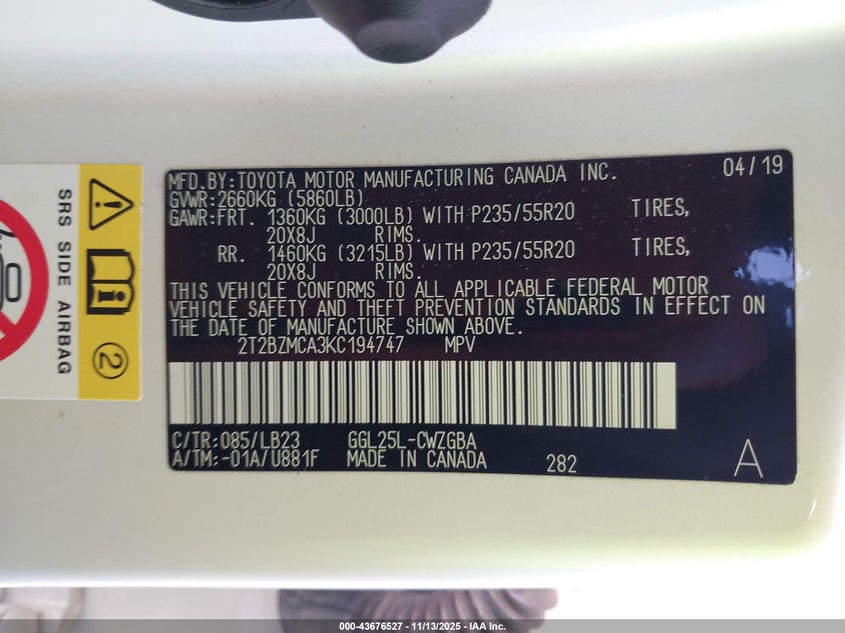 MFD.BY:TOYOTA MOTOR MANUFACTURING CANADA INC. 04/19
GVWR:2660KG (5860LB)
GAWR:FRT. 1360KG (3000LB) WITH P235/55R20 TIRES,
20X8J RIMS.
RR. 1460KG (3215LB) WITH P235/55R20 TIRES,
20X8J RIMS.
THIS VEHICLE CONFORMS TO ALL APPLICABLE FEDERAL MOTOR
VEHICLE SAFETY AND THEFT PREVENTION STANDARDS IN EFFECT ON
THE DATE OF MANUFACTURE SHOWN ABOVE.
2T2BZMCA3KC194747 MPV
C/TR:085/LB23 GGL25L-CWZGBA
A/TM:-01A/U881F MADE IN CANADA 282 A
SRS SIDE AIRBAG
2
000-43676527 - 11/13/2025 - IAA Inc.